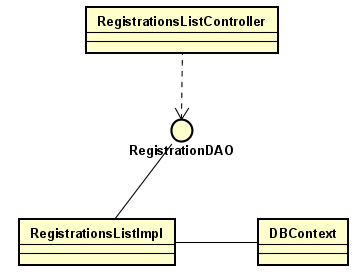 RegistrationsListController
RegistrationDAO
RegistrationsListImpl
DBContext